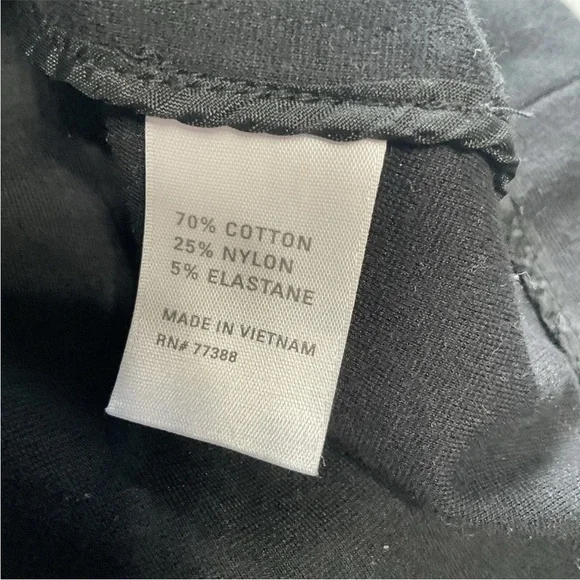 70% COTTON
25% NYLON
5% ELASTANE
MADE IN VIETNAM
RN# 77388